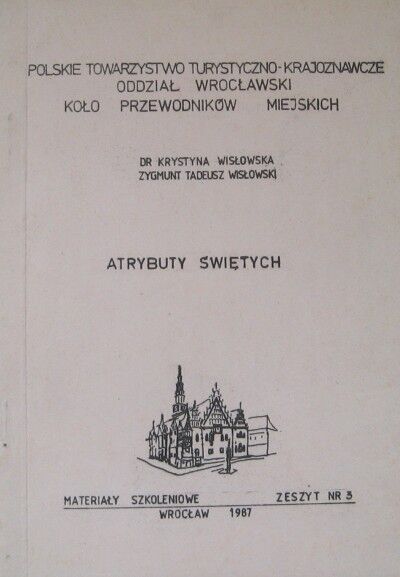 POLSKIE TOWARZYSTWO TURYSTYCZNO-KRAJOZNAWCZE
ODDZIAŁ WROCŁAWSKI
KOŁO PRZEWODNIKÓW MIEJSKICH
DR KRYSTYNA WISŁOWSKA
ZYGMUNT TADEUSZ WISŁOWSKI
ATRYBUTY ŚWIĘTYCH
MATERIAŁY SZKOLENIOWE ZESZYT NR 3
WROCŁAW 1987